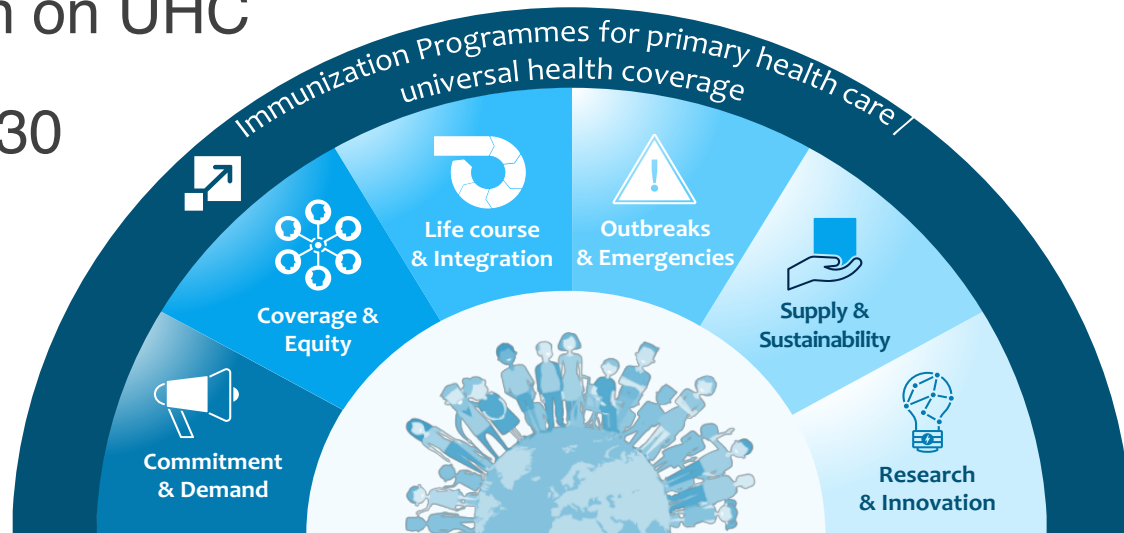 n on UHC
30
Immunization Programmes for primary health care /
universal health coverage
Life course
& Integration
Outbreaks
& Emergencies
Coverage &
Equity
Supply &
Sustainability
Commitment
& Demand
Research
& Innovation